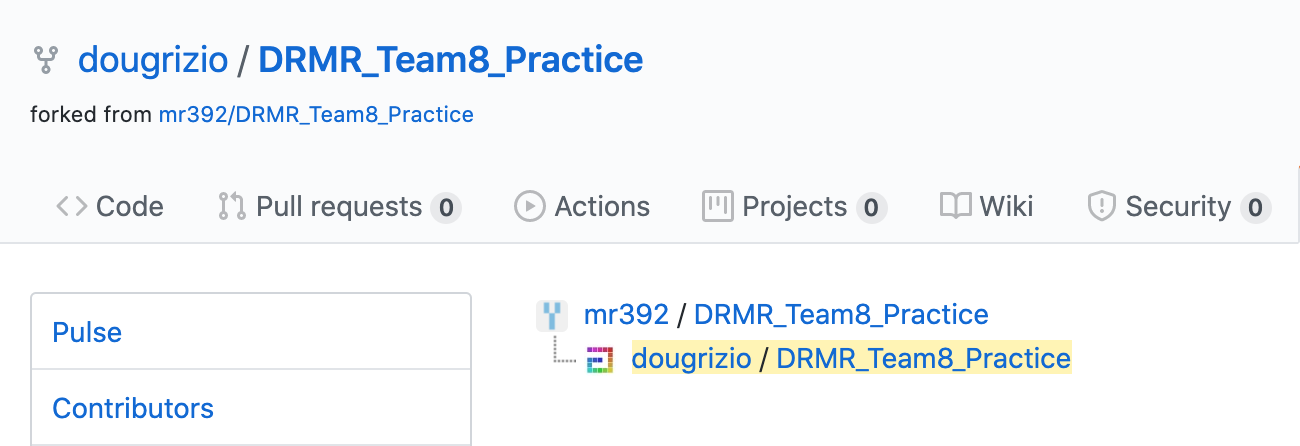 dougrizio / DRMR_Team8_Practice
forked from mr392/DRMR_Team8_Practice
Code Pull requests 0 Actions Projects 0 Wiki Security 0
Pulse
Contributors
mr392 / DRMR_Team8_Practice
dougrizio / DRMR_Team8_Practice